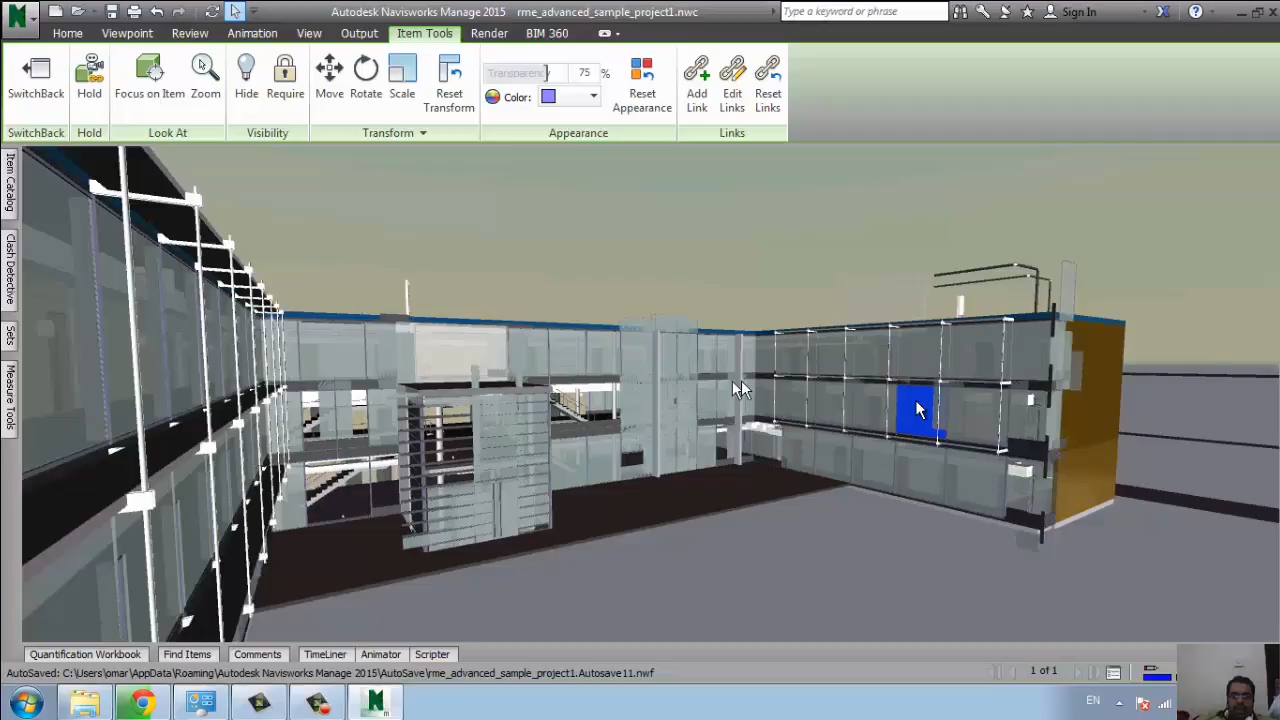 Autodesk Navisworks Manage 2015 rme_advanced_sample_project1.nwc
Type a keyword or phrase
Sign In
Home Viewpoint Review Animation View Output Item Tools Render BIM 360
Transparency 75 %
Color:
SwitchBack Hold Focus on Item Zoom Hide Require Move Rotate Scale Reset Transform Reset Appearance Add Link Edit Links Reset Links
SwitchBack Hold Look At Visibility Transform Appearance Links
Item Catalog
Clash Detective
Sets
Measure Tools
Quantification Workbook Find Items Comments TimeLiner Animator Scripter
AutoSaved: C:\Users\omar\AppData\Roaming\Autodesk Navisworks Manage 2015\AutoSave\rme_advanced_sample_project1.Autosave11.nwf
1 of 1
EN